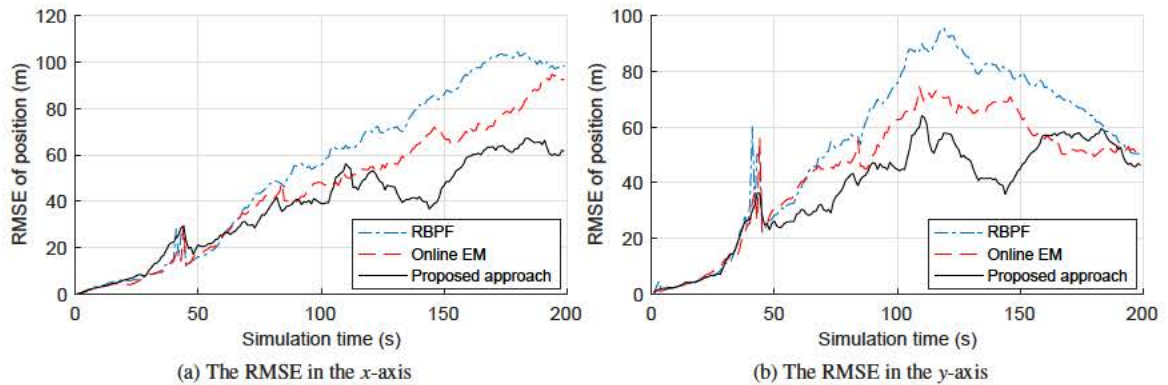 RMSE of position (m)
120
100
80
60
40
20
0
0 50 100 150 200
Simulation time (s)
RBPF
Online EM
Proposed approach
(a) The RMSE in the x-axis
RMSE of position (m)
100
80
60
40
20
0
0 50 100 150 200
Simulation time (s)
RBPF
Online EM
Proposed approach
(b) The RMSE in the y-axis